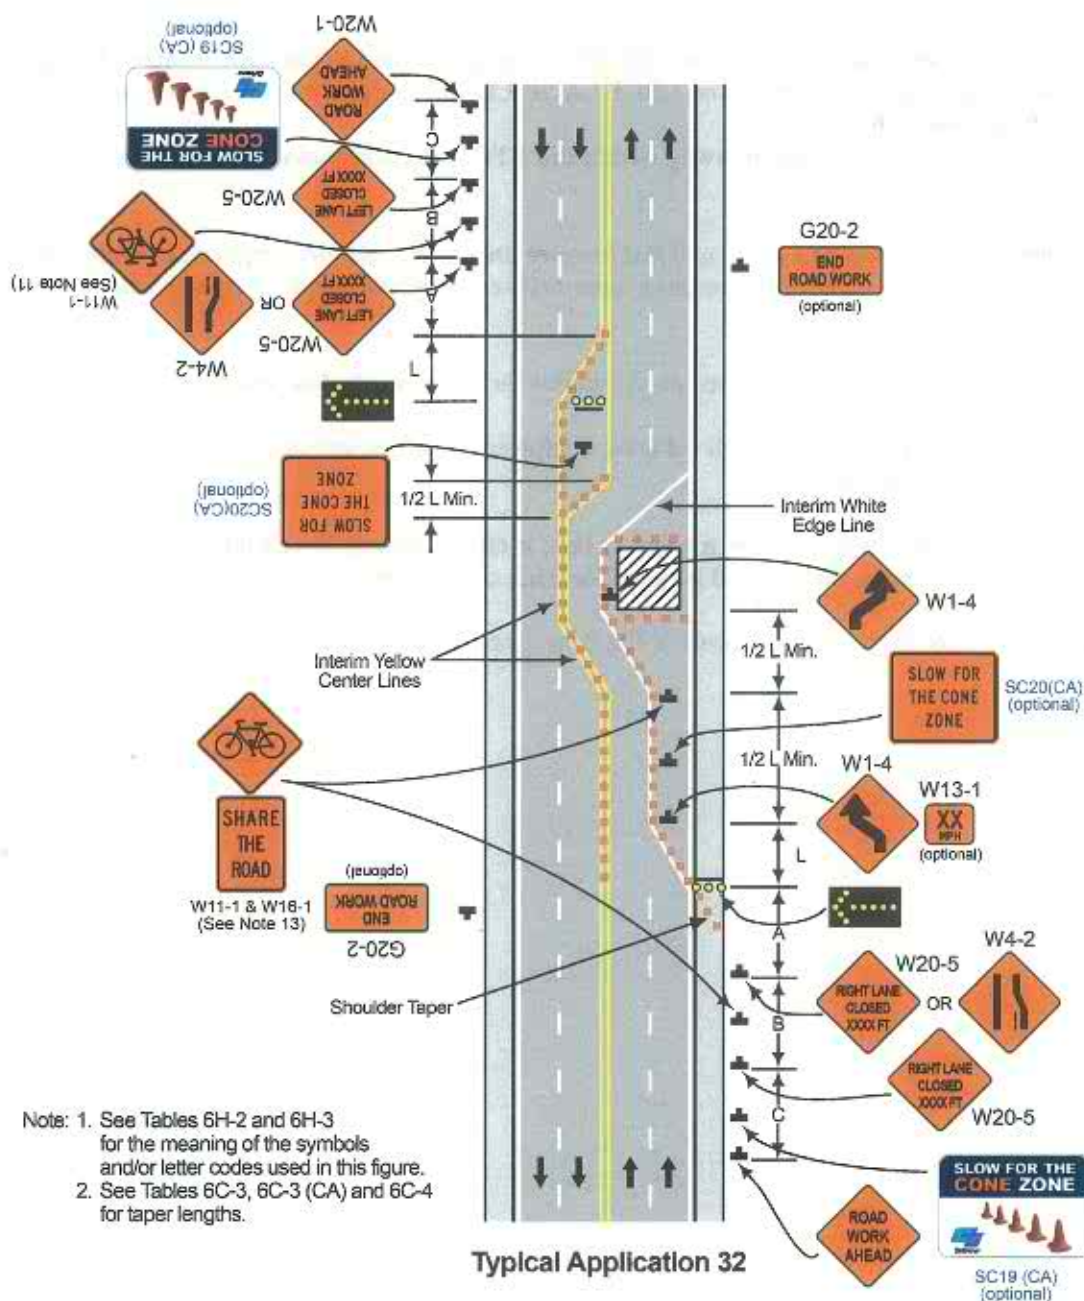 W20-1
SC19 (CA)
(optional)
ROAD
WORK
AHEAD
SLOW FOR THE
CONE ZONE
C
LEFT LANE
CLOSED
XXXX FT
W20-5
B
W11-1
(See Note 11)
W4-2
OR
LEFT LANE
CLOSED
XXXX FT
W20-5
A
L
G20-2
END
ROAD WORK
(optional)
SLOW FOR
THE CONE
ZONE
SC20(CA)
(optional)
1/2 L Min.
Interim White
Edge Line
W1-4
1/2 L Min.
Interim Yellow
Center Lines
SLOW FOR
THE CONE
ZONE
SC20(CA)
(optional)
1/2 L Min.
W1-4
W13-1
XX
MPH
(optional)
L
SHARE
THE
ROAD
W11-1 & W16-1
(See Note 13)
END
ROAD WORK
(optional)
G20-2
A
Shoulder Taper
W20-5
W4-2
RIGHT LANE
CLOSED
XXXX FT
OR
B
RIGHT LANE
CLOSED
XXXX FT
W20-5
C
SLOW FOR THE
CONE ZONE
ROAD
WORK
AHEAD
SC19 (CA)
(optional)
Note: 1. See Tables 6H-2 and 6H-3
for the meaning of the symbols
and/or letter codes used in this figure.
2. See Tables 6C-3, 6C-3 (CA) and 6C-4
for taper lengths.
Typical Application 32